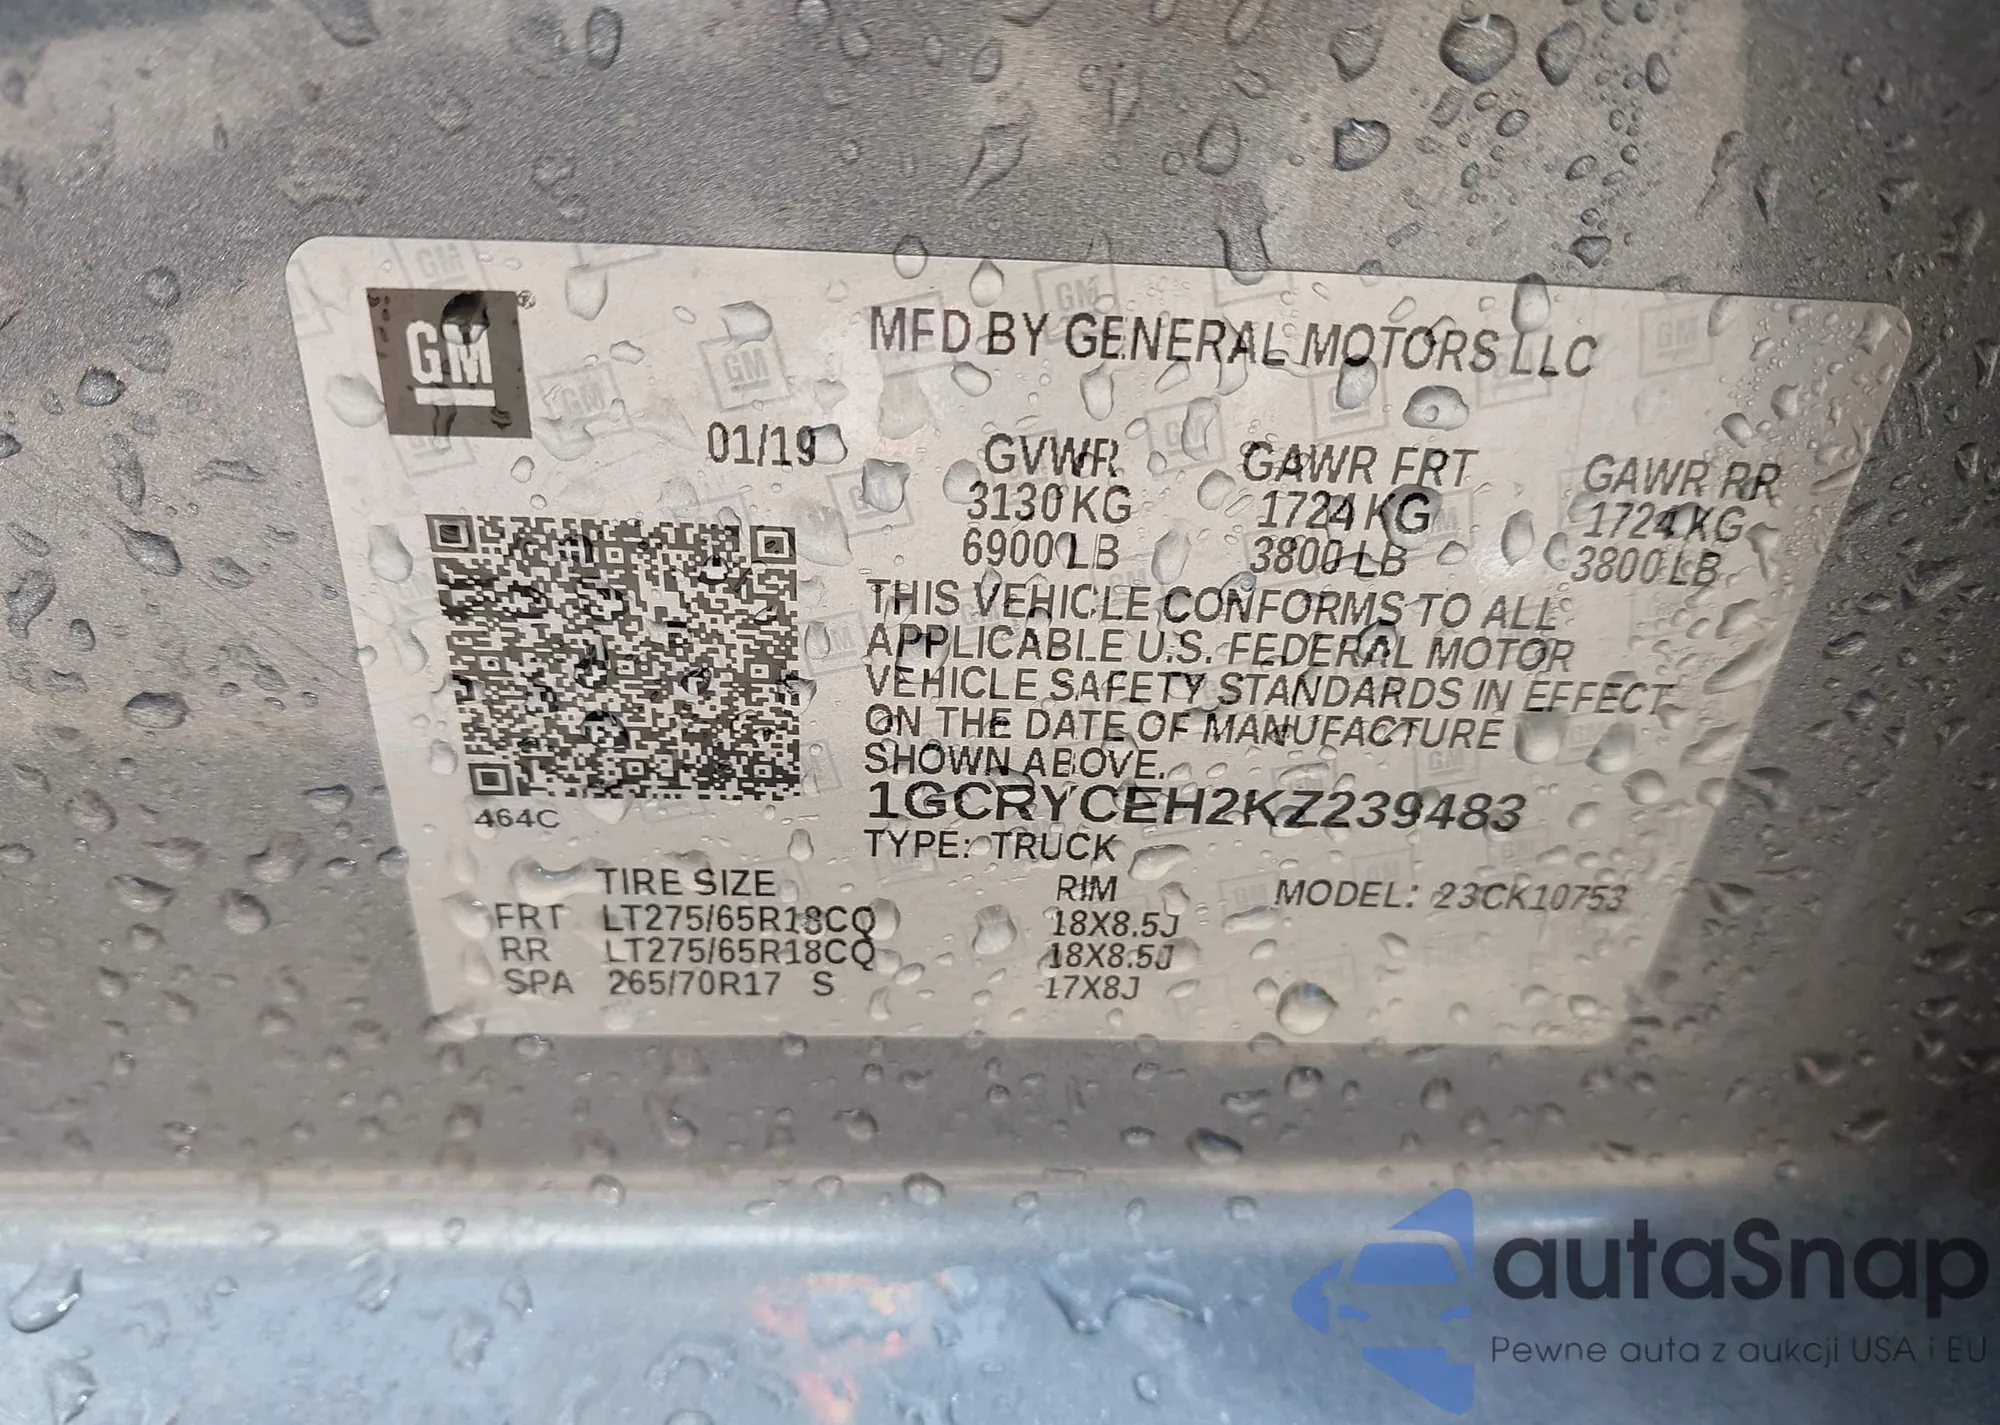 GM®
MFD BY GENERAL MOTORS LLC
01/19
GVWR GAWR FRT GAWR RR
3130 KG 1724 KG 1724 KG
6900 LB 3800 LB 3800 LB
THIS VEHICLE CONFORMS TO ALL
APPLICABLE U.S. FEDERAL MOTOR
VEHICLE SAFETY STANDARDS IN EFFECT
ON THE DATE OF MANUFACTURE
SHOWN ABOVE.
1GCRYCEH2KZ239483
464C
TYPE: TRUCK
TIRE SIZE RIM MODEL: 23CK10753
FRT LT275/65R18CQ 18X8.5J
RR LT275/65R18CQ 18X8.5J
SPA 265/70R17 S 17X8J
autaSnap
Pewne auta z aukcji USA i EU